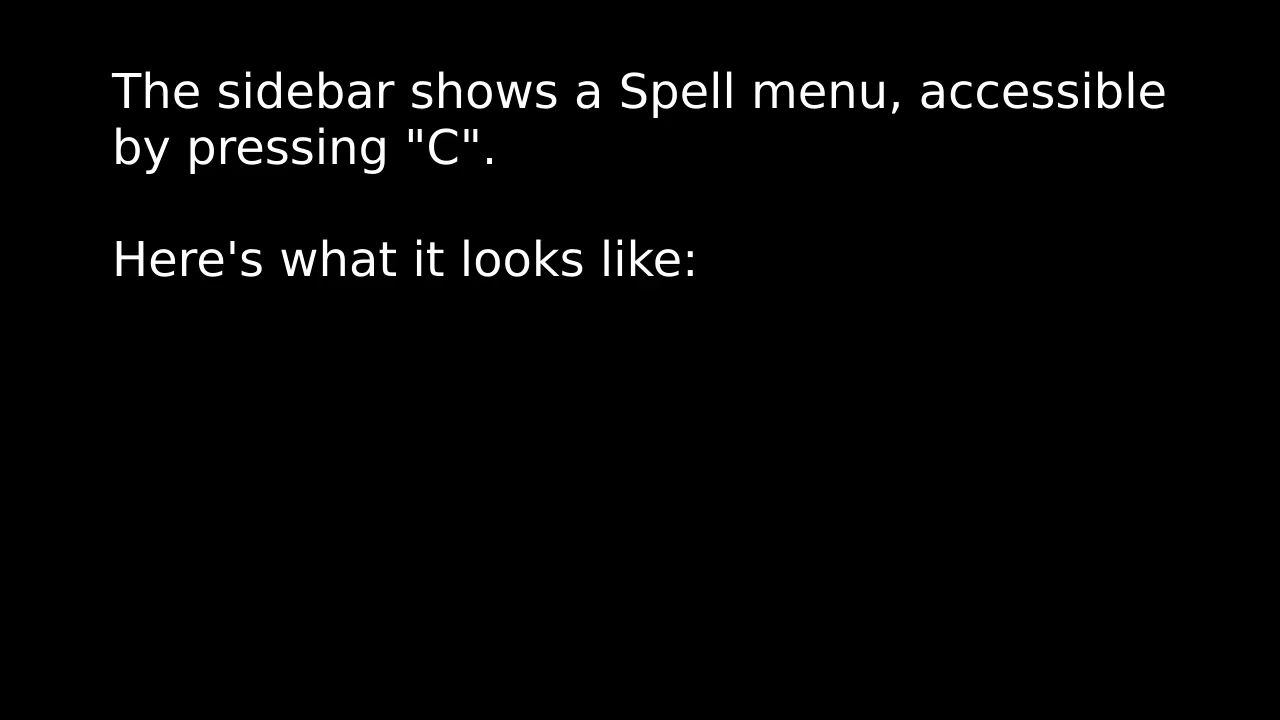 The sidebar shows a Spell menu, accessible
by pressing "C".
Here's what it looks like: